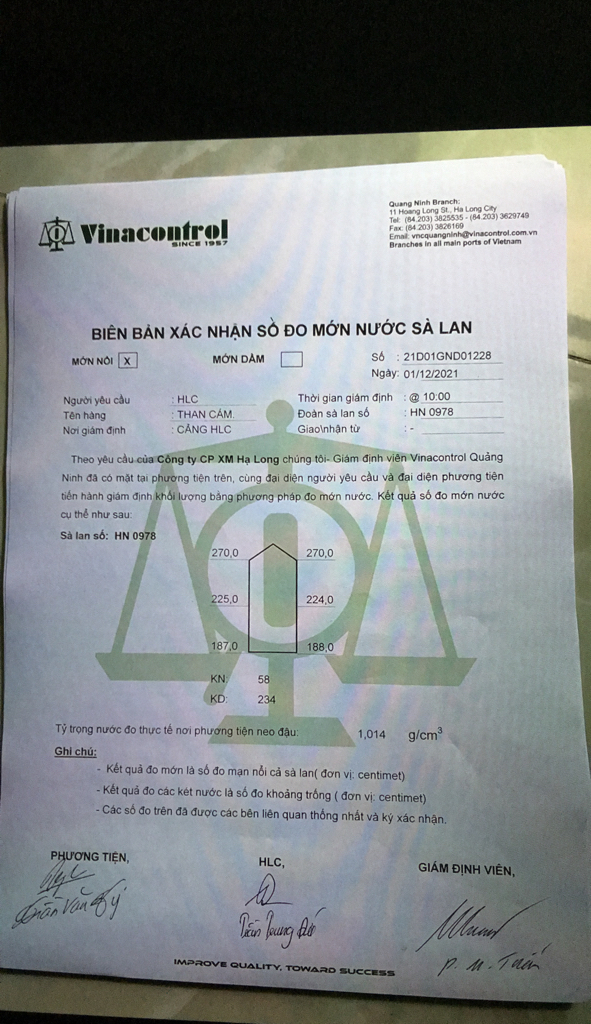 Vinacontrol
SINCE 1957
Quang Ninh Branch:
11 Hoang Long St., Ha Long City
Tel: (84.203) 3825535 - (84.203) 3629749
Fax: (84.203) 3826169
Email: vncquangninh@vinacontrol.com.vn
Branches in all main ports of Vietnam
BIÊN BẢN XÁC NHẬN SỐ ĐO MỚN NƯỚC SÀ LAN
MỚN NỔI X MỚN DẦM Số : 21D01GND01228
Ngày: 01/12/2021
Người yêu cầu : HLC Thời gian giám định : @ 10:00
Tên hàng : THAN CÁM. Đoàn sà lan số : HN 0978
Nơi giám định : CẢNG HLC Giao\nhận từ : -
Theo yêu cầu của Công ty CP XM Hạ Long chúng tôi- Giám định viên Vinacontrol Quảng
Ninh đã có mặt tại phương tiện trên, cùng đại diện người yêu cầu và đại diện phương tiện
tiến hành giám định khối lượng bằng phương pháp đo mớn nước. Kết quả số đo mớn nước
cụ thể như sau:
Sà lan số: HN 0978
270,0 270,0
225,0 224,0
187,0 188,0
KN: 58
KD: 234
Tỷ trọng nước đo thực tế nơi phương tiện neo đậu: 1,014 g/cm³
Ghi chú:
- Kết quả đo mớn là số đo mạn nổi cả sà lan( đơn vị: centimet)
- Kết quả đo các két nước là số đo khoảng trống ( đơn vị: centimet)
- Các số đo trên đã được các bên liên quan thống nhất và ký xác nhận.
PHƯƠNG TIỆN, HLC, GIÁM ĐỊNH VIÊN,
Trần Trung Đức
P. N. Tuấn
IMPROVE QUALITY, TOWARD SUCCESS